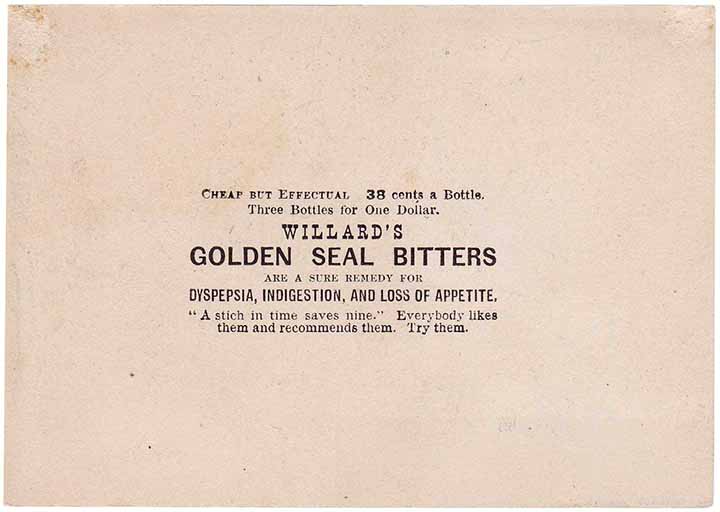 CHEAP BUT EFFECTUAL 38 cents a Bottle.
Three Bottles for One Dollar.
WILLARD'S
GOLDEN SEAL BITTERS
ARE A SURE REMEDY FOR
DYSPEPSIA, INDIGESTION, AND LOSS OF APPETITE.
"A stich in time saves nine." Everybody likes
them and recommends them. Try them.